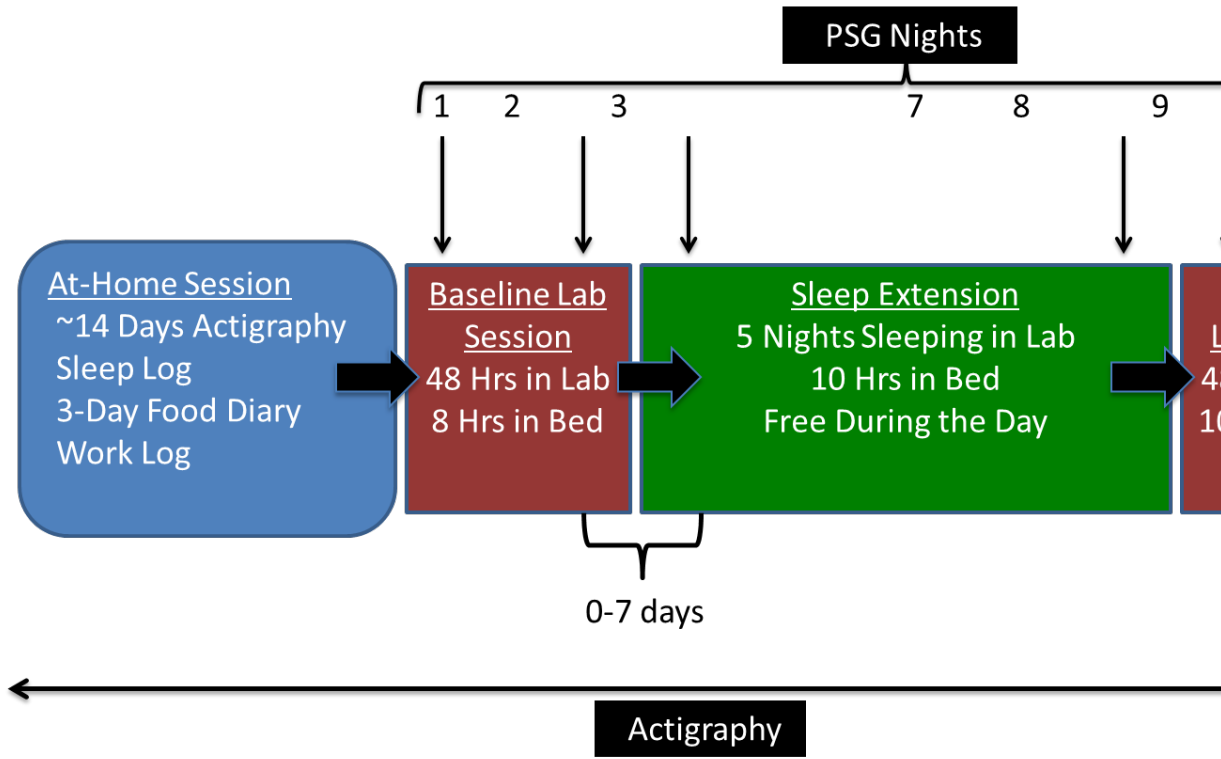 PSG Nights
1 2 3 7 8 9
At-Home Session
~14 Days Actigraphy
Sleep Log
3-Day Food Diary
Work Log
Baseline Lab
Session
48 Hrs in Lab
8 Hrs in Bed
Sleep Extension
5 Nights Sleeping in Lab
10 Hrs in Bed
Free During the Day
0-7 days
Actigraphy